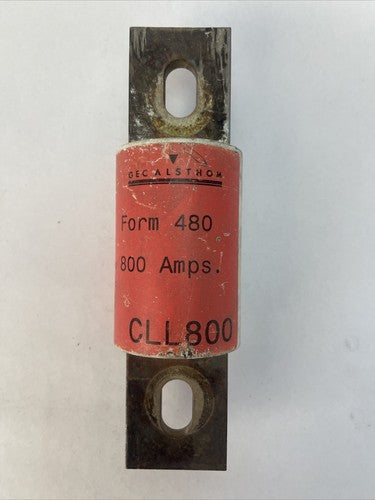 GEC ALSTHOM
Form 480
800 Amps.
CLL800